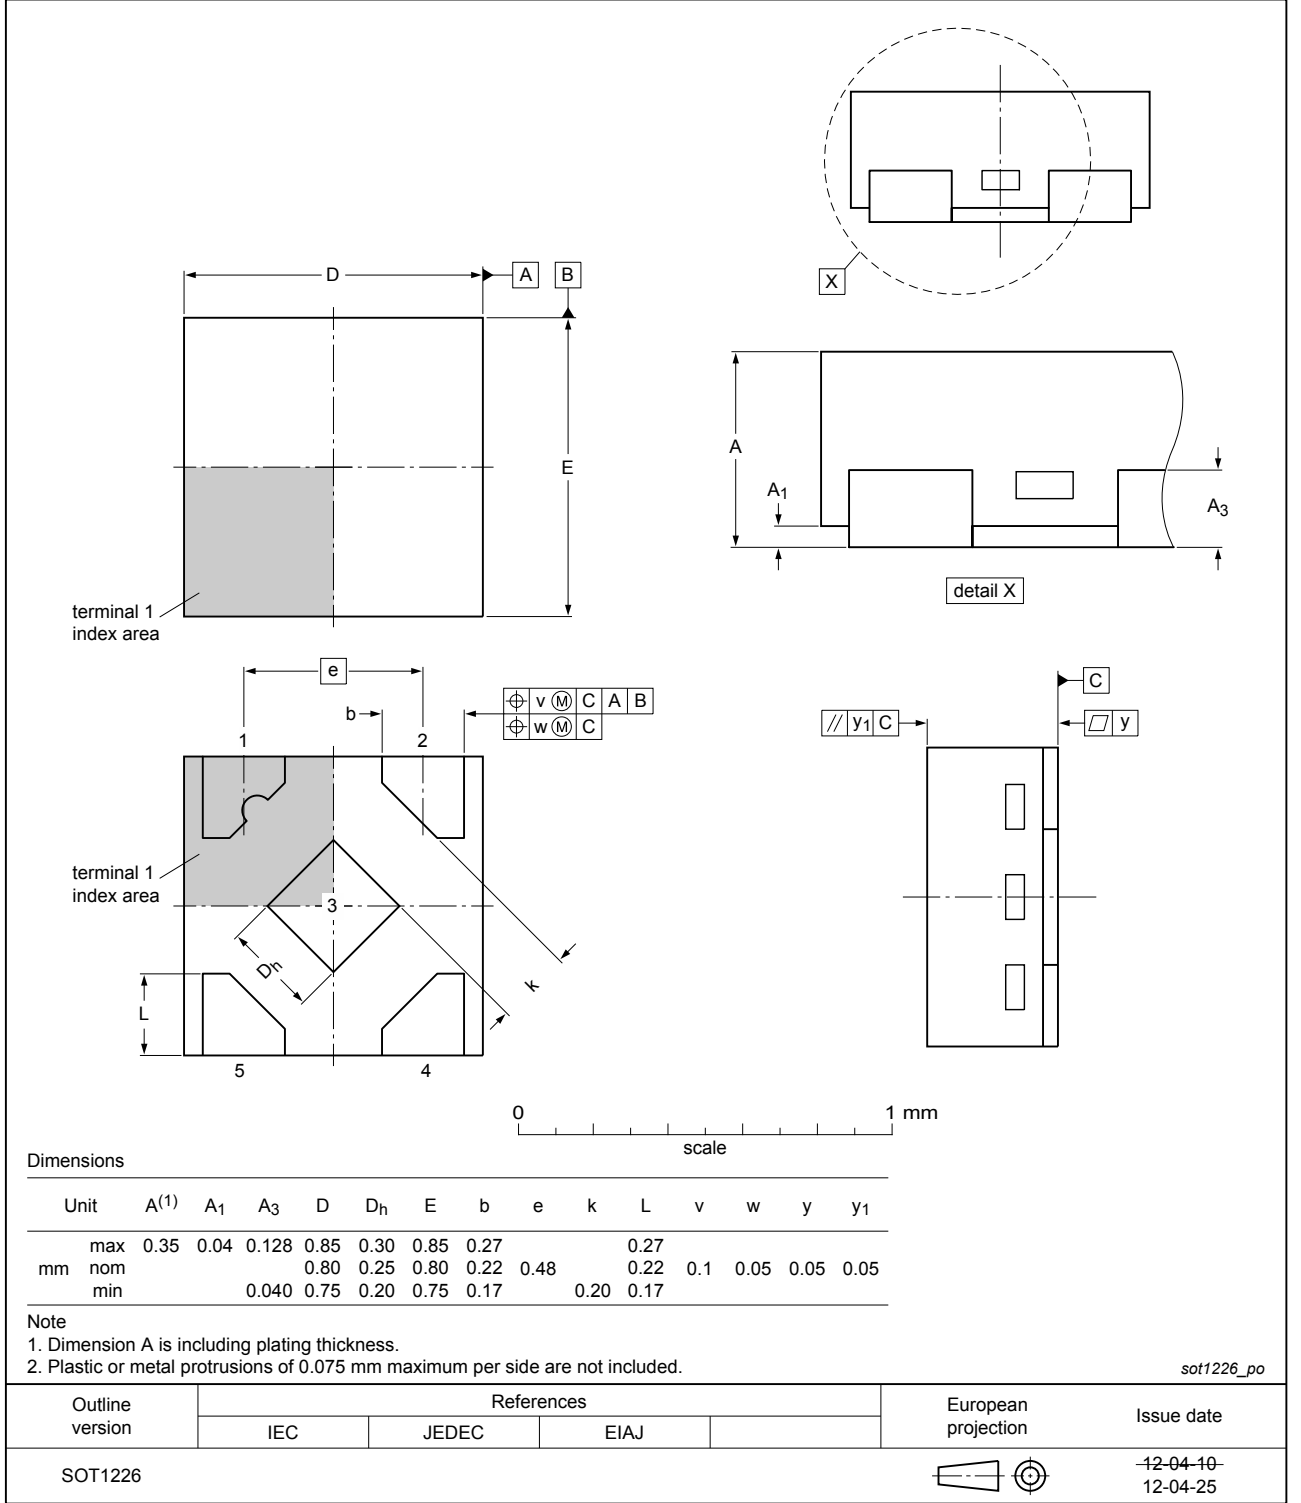 X
D A B
A
E
A1
A3
detail X
terminal 1
index area
e
v M C A B
w M C
b
1 2
C
// y1 C
y
terminal 1
index area
3
Dh
k
L
5 4
0 1 mm
scale
Dimensions
Unit A(1) A1 A3 D Dh E b e k L v w y y1
mm
max 0.35 0.04 0.128 0.85 0.30 0.85 0.27 0.27
nom 0.80 0.25 0.80 0.22 0.48 0.22 0.1 0.05 0.05 0.05
min 0.040 0.75 0.20 0.75 0.17 0.20 0.17
Note
1. Dimension A is including plating thickness.
2. Plastic or metal protrusions of 0.075 mm maximum per side are not included.
sot1226_po
Outline
version
References
IEC JEDEC EIAJ
European
projection
Issue date
SOT1226
12-04-10
12-04-25